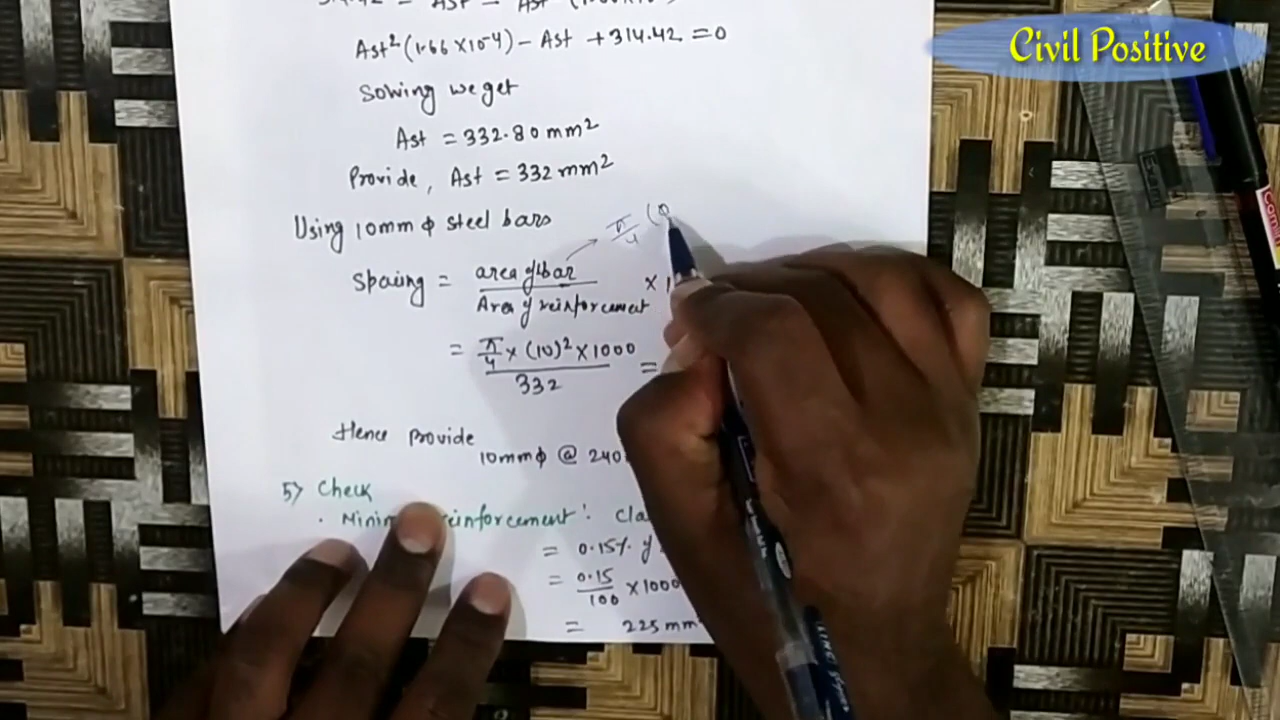 Civil Positive
Ast² (1.66 × 10⁻⁴) - Ast + 314.42 = 0
Solving we get
Ast = 332.80 mm²
Provide, Ast = 332 mm²
Using 10mm ϕ steel bars
π/4 (
Spacing = area of 1 bar / Area of reinforcement ×
= π/4 × (10)² × 1000 / 332 =
Hence Provide
10mmϕ @ 240
5) Check
= 0.15% of
= 0.15/100 × 1000
= 225 mm